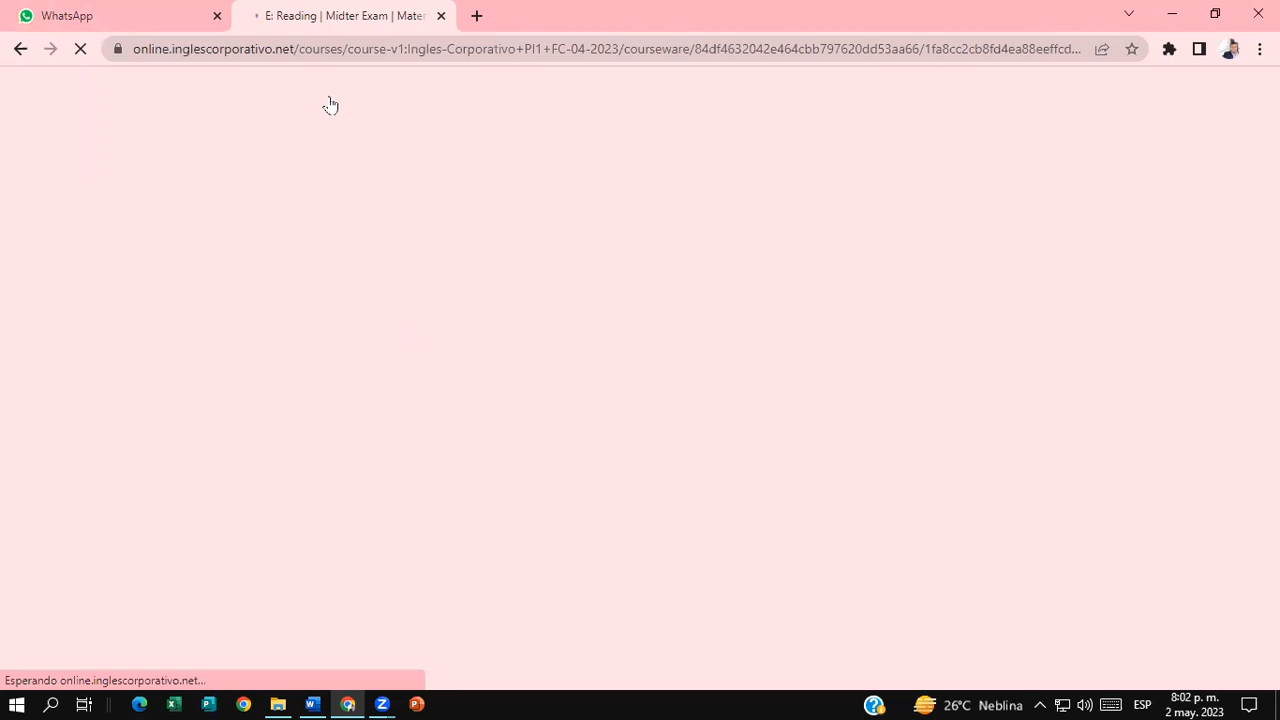 WhatsApp
E: Reading | Midter Exam | Mater
online.inglescorporativo.net/courses/course-v1:Ingles-Corporativo+PI1+FC-04-2023/courseware/84df4632042e464cbb797620dd53aa66/1fa8cc2cb8fd4ea88eeffcd...
Esperando online.inglescorporativo.net...
26°C Neblina
ESP
8:02 p. m.
2 may. 2023